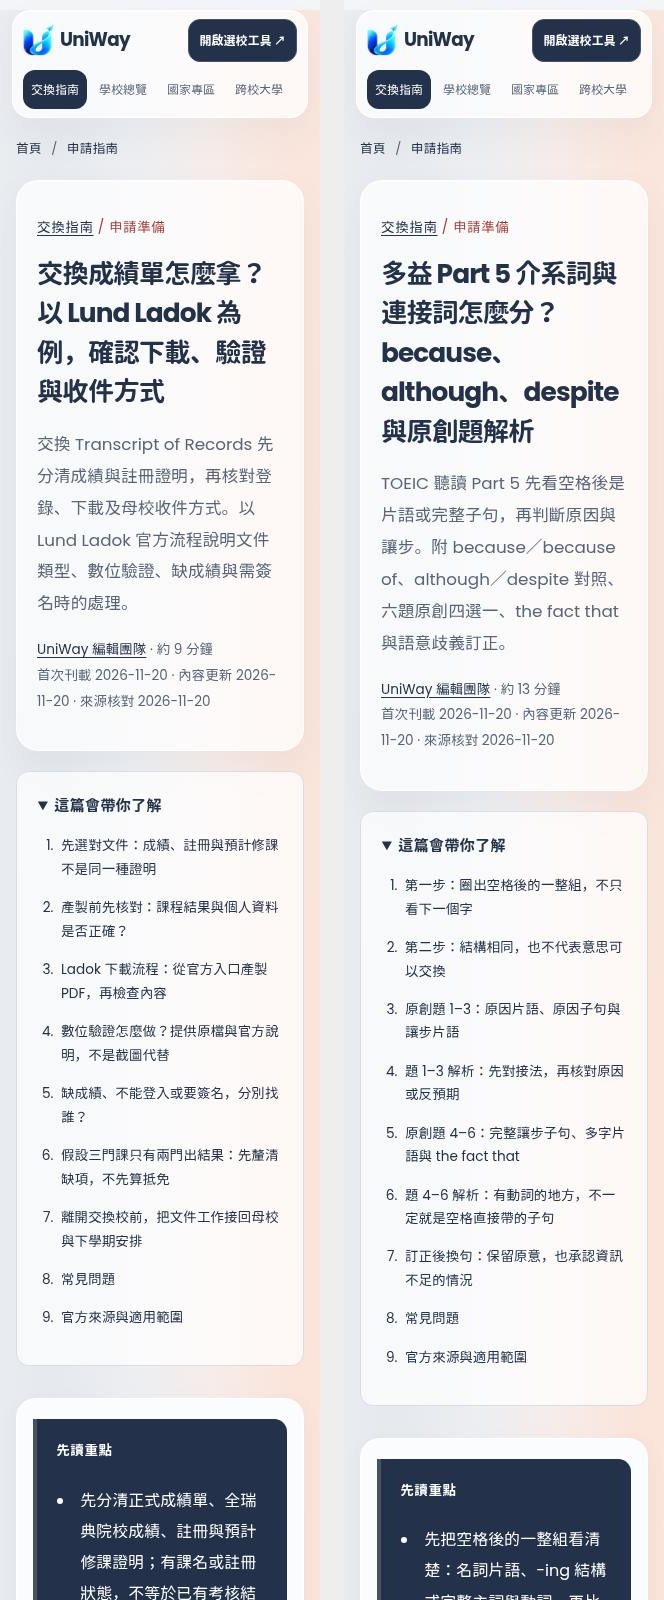 UniWay
開啟選校工具 ↗
交換指南 學校總覽 國家專區 跨校大學
首頁 / 申請指南
交換指南 / 申請準備
交換成績單怎麼拿？
以 Lund Ladok 為
例，確認下載、驗證
與收件方式
交換 Transcript of Records 先
分清成績與註冊證明，再核對登
錄、下載及母校收件方式。以
Lund Ladok 官方流程說明文件
類型、數位驗證、缺成績與需簽
名時的處理。
UniWay 編輯團隊 · 約 9 分鐘
首次刊載 2026-11-20 · 內容更新 2026-
11-20 · 來源核對 2026-11-20
▼ 這篇會帶你了解
1. 先選對文件：成績、註冊與預計修課
不是同一種證明
2. 產製前先核對：課程結果與個人資料
是否正確？
3. Ladok 下載流程：從官方入口產製
PDF，再檢查內容
4. 數位驗證怎麼做？提供原檔與官方說
明，不是截圖代替
5. 缺成績、不能登入或要簽名，分別找
誰？
6. 假設三門課只有兩門出結果：先釐清
缺項，不先算抵免
7. 離開交換校前，把文件工作接回母校
與下學期安排
8. 常見問題
9. 官方來源與適用範圍
先讀重點
• 先分清正式成績單、全瑞
典院校成績、註冊與預計
修課證明；有課名或註冊
狀態，不等於已有考核結
UniWay
開啟選校工具 ↗
交換指南 學校總覽 國家專區 跨校大學
首頁 / 申請指南
交換指南 / 申請準備
多益 Part 5 介系詞與
連接詞怎麼分？
because、
although、despite
與原創題解析
TOEIC 聽讀 Part 5 先看空格後是
片語或完整子句，再判斷原因與
讓步。附 because／because
of、although／despite 對照、
六題原創四選一、the fact that
與語意歧義訂正。
UniWay 編輯團隊 · 約 13 分鐘
首次刊載 2026-11-20 · 內容更新 2026-
11-20 · 來源核對 2026-11-20
▼ 這篇會帶你了解
1. 第一步：圈出空格後的一整組，不只
看下一個字
2. 第二步：結構相同，也不代表意思可
以交換
3. 原創題 1–3：原因片語、原因子句與
讓步片語
4. 題 1–3 解析：先對接法，再核對原因
或反預期
5. 原創題 4–6：完整讓步子句、多字片
語與 the fact that
6. 題 4–6 解析：有動詞的地方，不一
定就是空格直接帶的子句
7. 訂正後換句：保留原意，也承認資訊
不足的情況
8. 常見問題
9. 官方來源與適用範圍
先讀重點
• 先把空格後的一整組看清
楚：名詞片語、-ing 結構
或完整主詞與動詞，再比